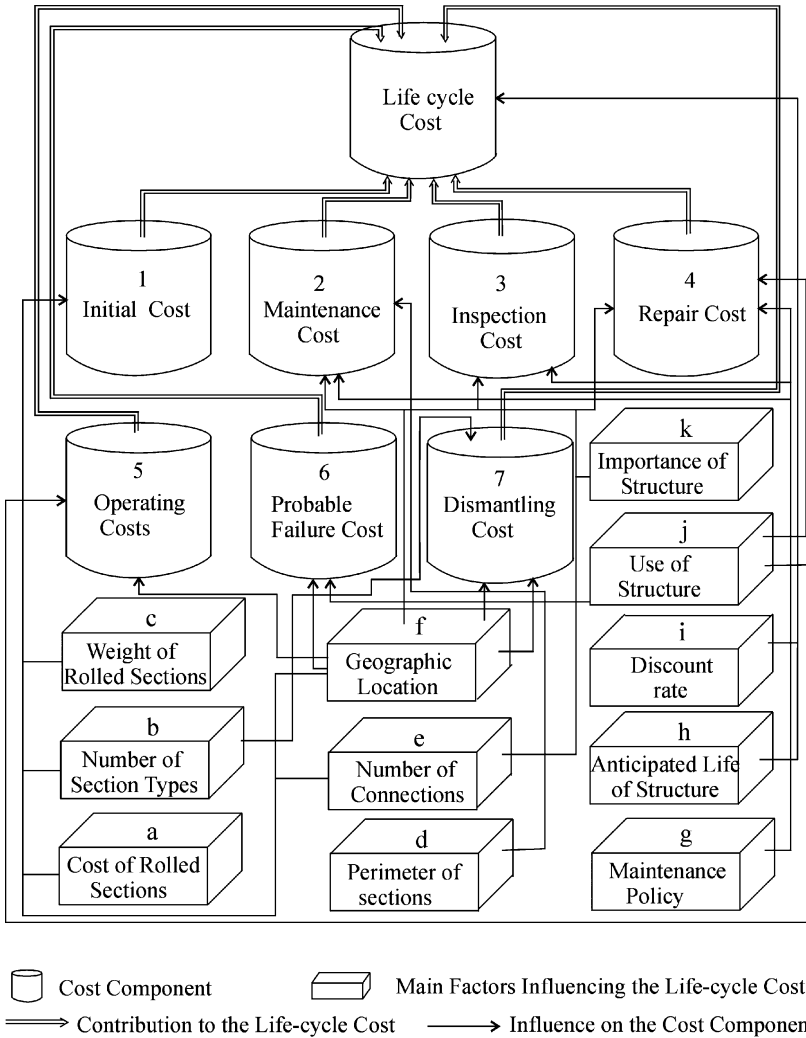 Life cycle
Cost
1
Initial Cost
2
Maintenance
Cost
3
Inspection
Cost
4
Repair Cost
5
Operating
Costs
6
Probable
Failure Cost
7
Dismantling
Cost
k
Importance of
Structure
j
Use of
Structure
c
Weight of
Rolled Sections
f
Geographic
Location
i
Discount
rate
b
Number of
Section Types
e
Number of
Connections
h
Anticipated Life
of Structure
a
Cost of Rolled
Sections
d
Perimeter of
sections
g
Maintenance
Policy
Cost Component
Main Factors Influencing the Life-cycle Cost
Contribution to the Life-cycle Cost
Influence on the Cost Component